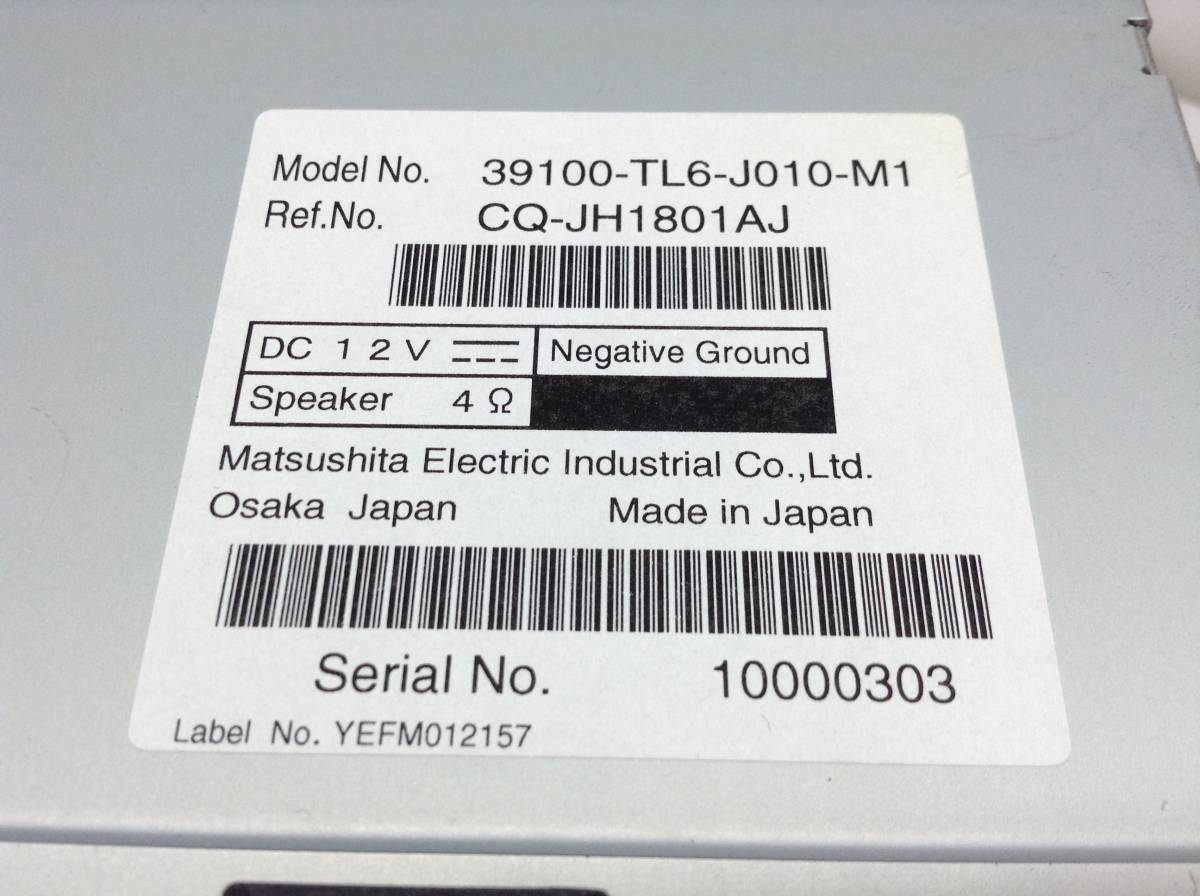 Model No. 39100-TL6-J010-M1
Ref.No. CQ-JH1801AJ
DC 12V Negative Ground
Speaker 4 Ω
Matsushita Electric Industrial Co.,Ltd.
Osaka Japan Made in Japan
Serial No. 10000303
Label No. YEFM012157